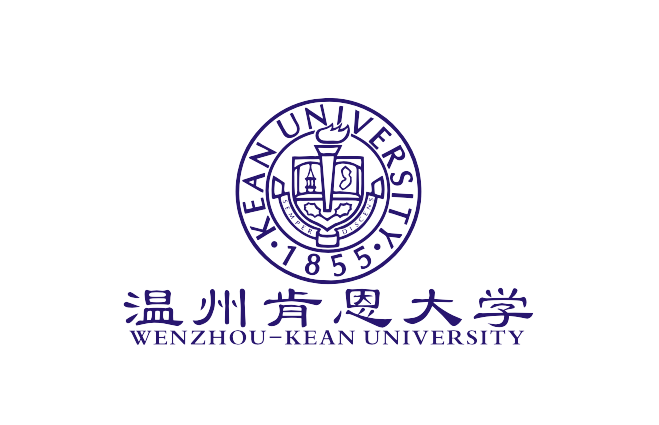 KEAN UNIVERSITY
SEMPER DISCENS
·1855·
温州肯恩大学
WENZHOU-KEAN UNIVERSITY